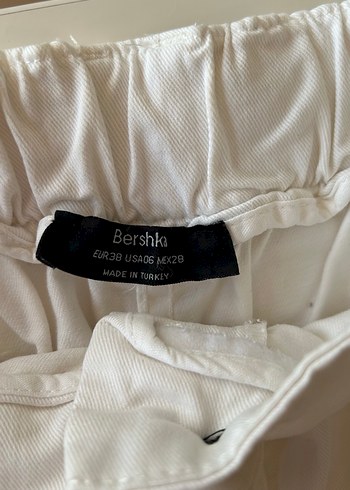 Bershka
EUR38 USA06 MEX28
MADE IN TURKEY